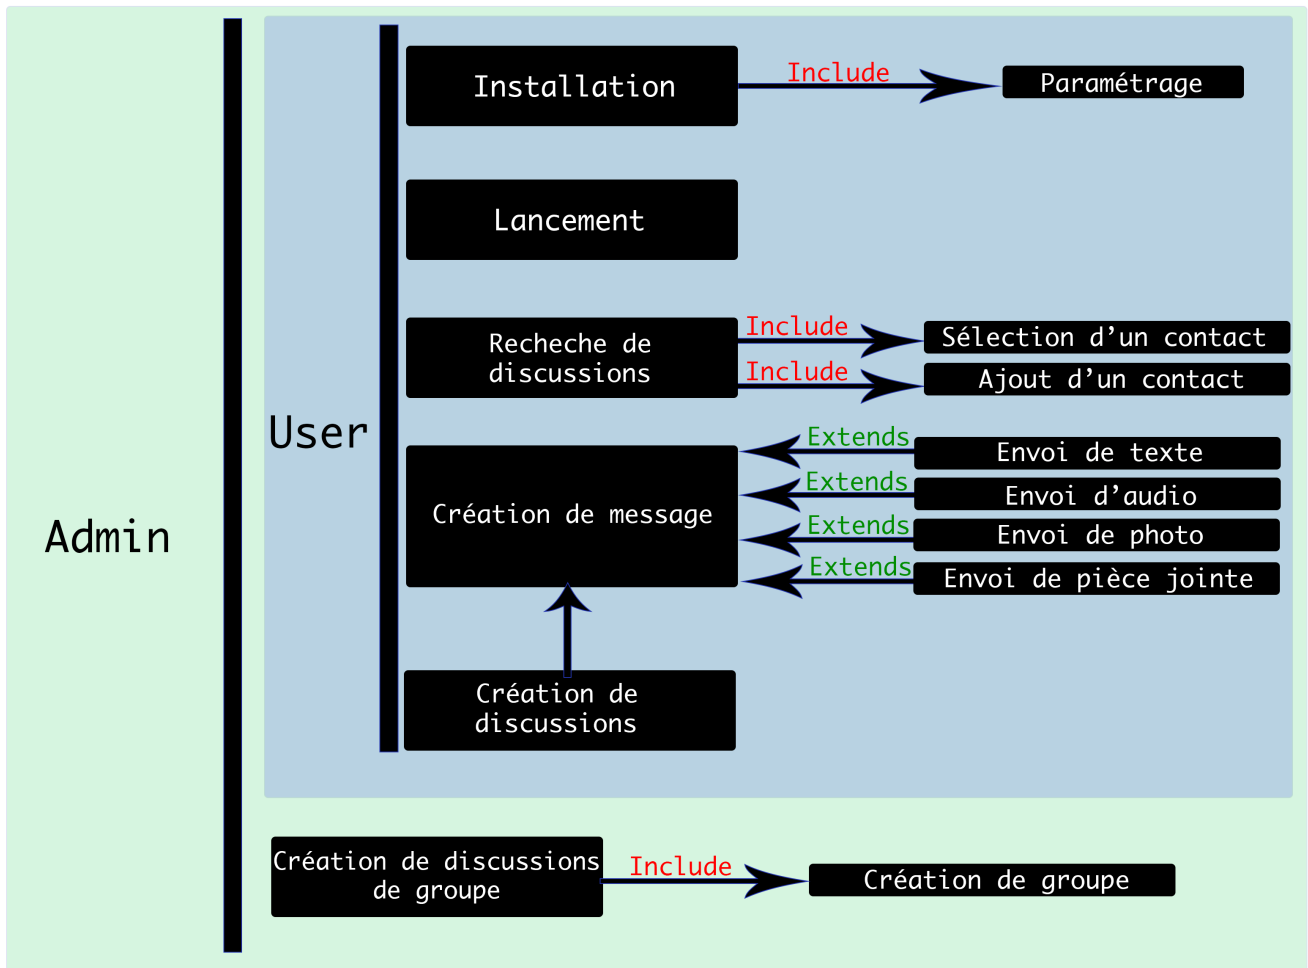 Installation
Include
Paramétrage
Lancement
Recheche de
discussions
Include
Sélection d’un contact
Include
Ajout d’un contact
User
Création de message
Extends
Envoi de texte
Extends
Envoi d’audio
Extends
Envoi de photo
Extends
Envoi de pièce jointe
Admin
Création de
discussions
Création de discussions
de groupe
Include
Création de groupe